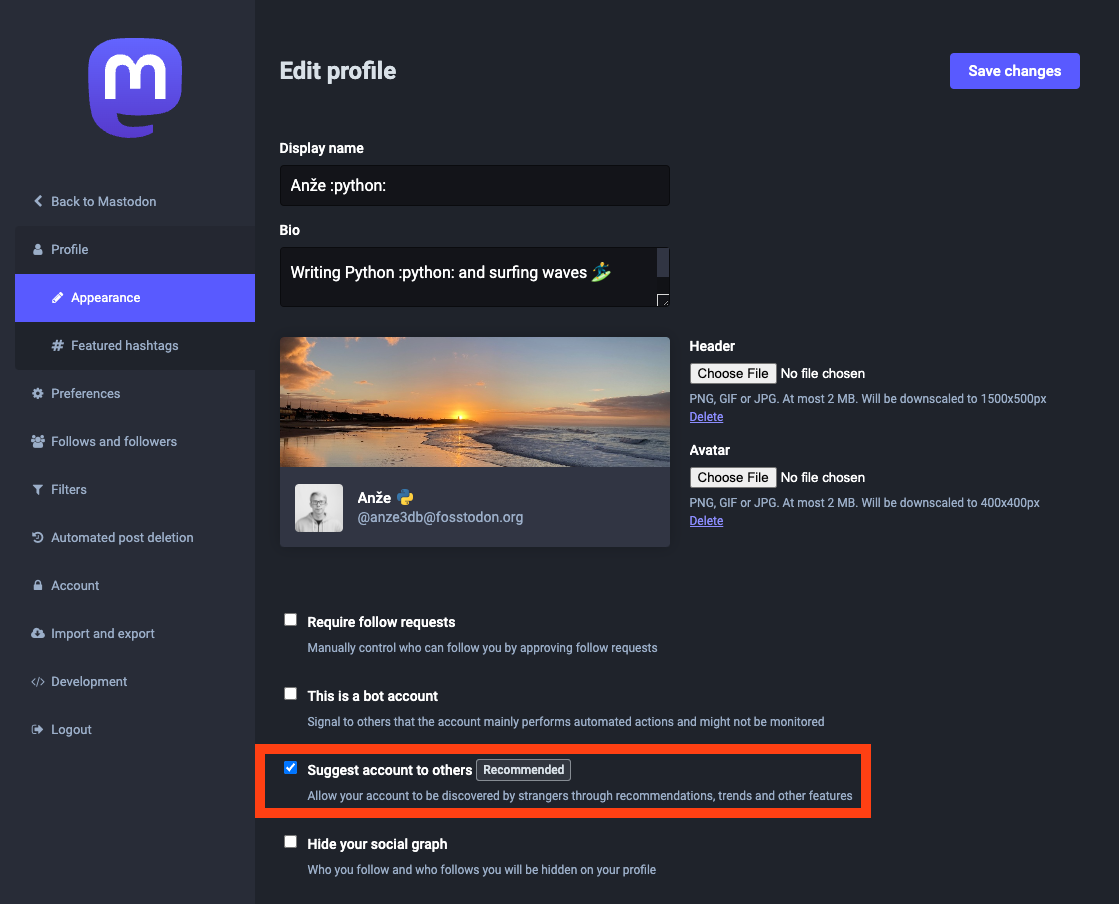 Back to Mastodon
Profile
Appearance
Featured hashtags
Preferences
Follows and followers
Filters
Automated post deletion
Account
Import and export
Development
Logout
Edit profile
Save changes
Display name
Anže :python:
Bio
Writing Python :python: and surfing waves 🏄‍♂️
Anže
@anze3db@fosstodon.org
Header
Choose File No file chosen
PNG, GIF or JPG. At most 2 MB. Will be downscaled to 1500x500px
Delete
Avatar
Choose File No file chosen
PNG, GIF or JPG. At most 2 MB. Will be downscaled to 400x400px
Delete
Require follow requests
Manually control who can follow you by approving follow requests
This is a bot account
Signal to others that the account mainly performs automated actions and might not be monitored
Suggest account to others Recommended
Allow your account to be discovered by strangers through recommendations, trends and other features
Hide your social graph
Who you follow and who follows you will be hidden on your profile